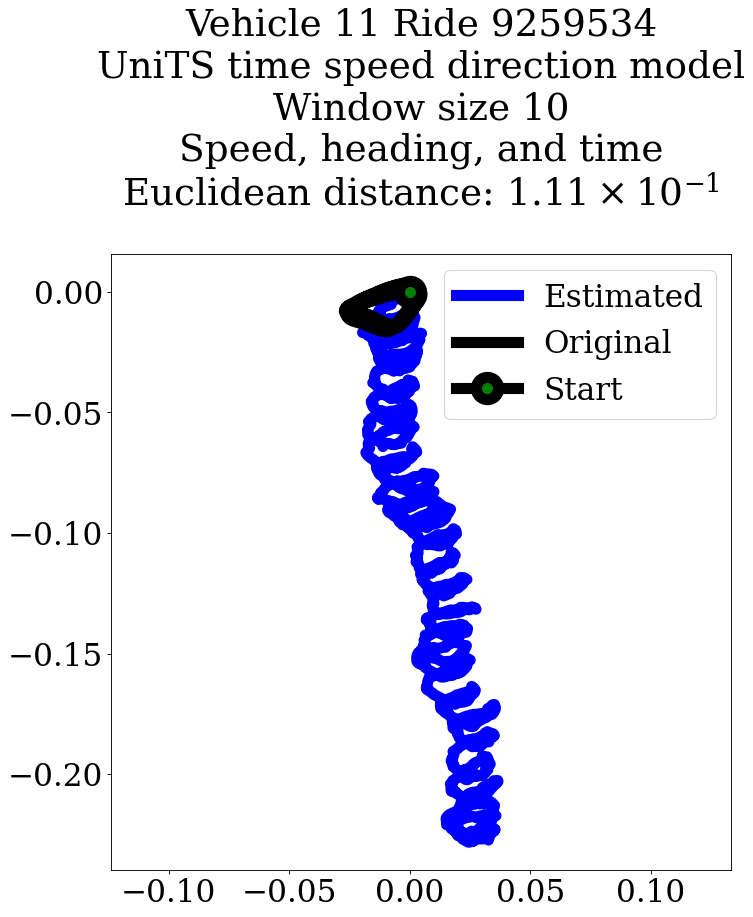 Vehicle 11 Ride 9259534
UniTS time speed direction model
Window size 10
Speed, heading, and time
Euclidean distance: 1.11 × 10⁻¹
Estimated
Original
Start
0.00
−0.05
−0.10
−0.15
−0.20
−0.10 −0.05 0.00 0.05 0.10